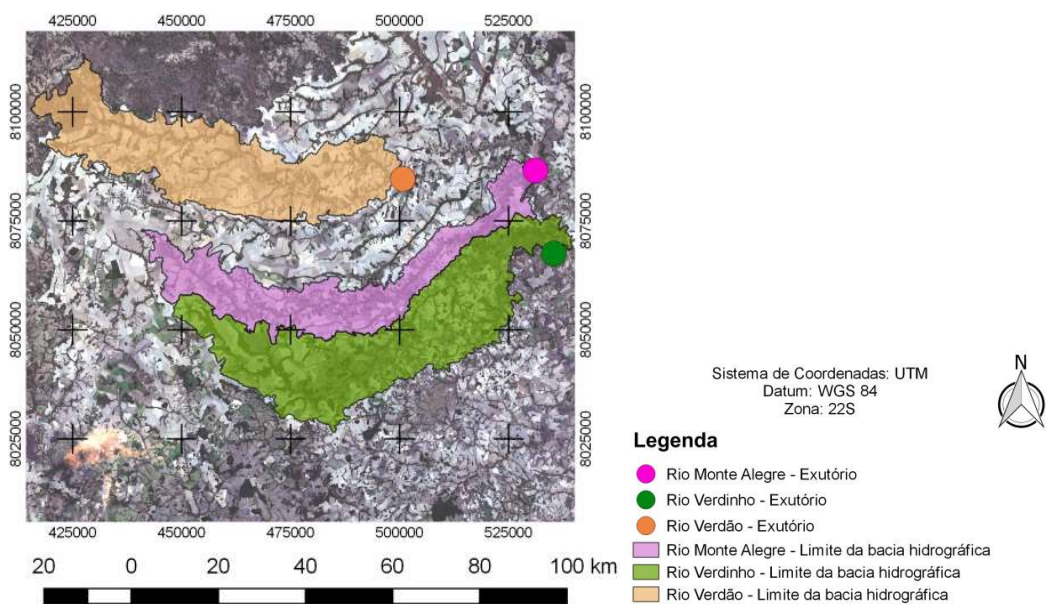 425000 450000 475000 500000 525000
8100000 8100000
8075000 8075000
8050000 8050000
8025000 8025000
425000 450000 475000 500000 525000
20 0 20 40 60 80 100 km
Sistema de Coordenadas: UTM
Datum: WGS 84
Zona: 22S
N
Legenda
Rio Monte Alegre - Exutório
Rio Verdinho - Exutório
Rio Verdão - Exutório
Rio Monte Alegre - Limite da bacia hidrográfica
Rio Verdinho - Limite da bacia hidrográfica
Rio Verdão - Limite da bacia hidrográfica